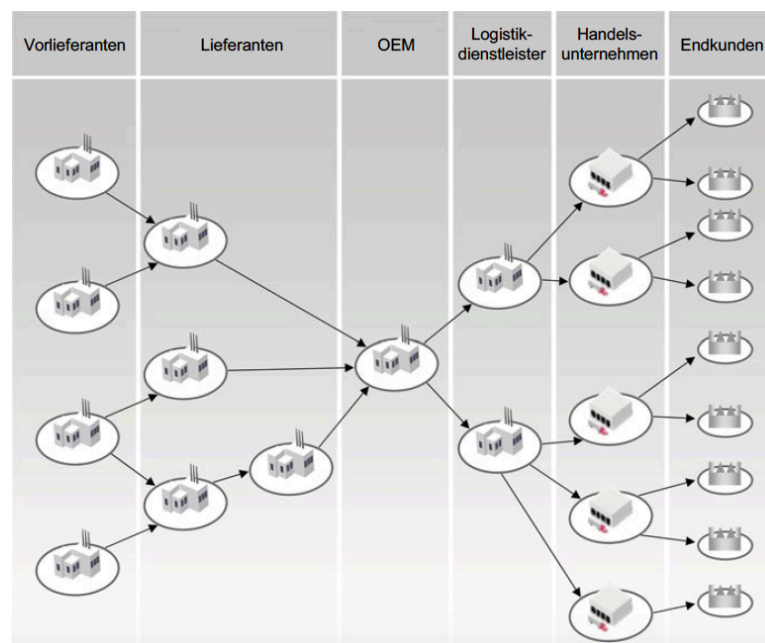 Vorlieferanten
Lieferanten
OEM
Logistik-
dienstleister
Handels-
unternehmen
Endkunden